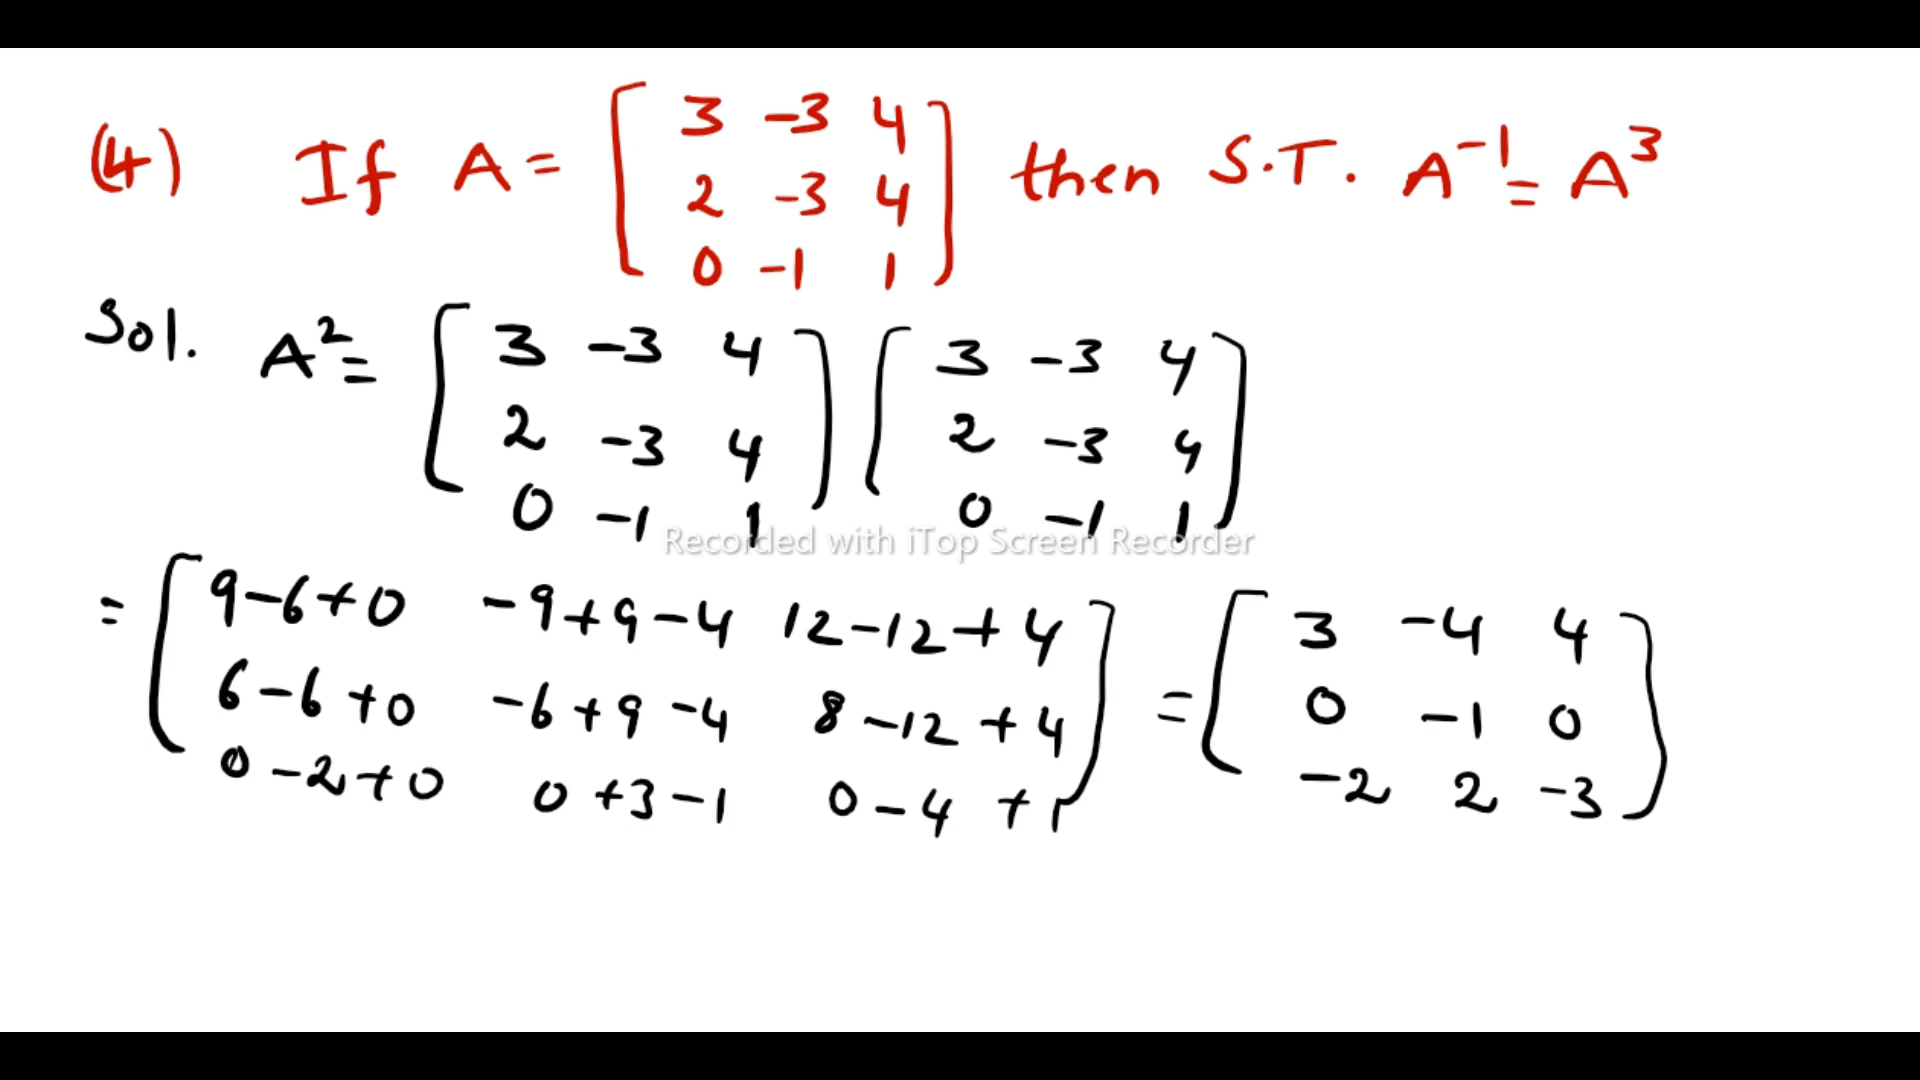 (4) If A = [ 3 -3 4
2 -3 4
0 -1 1 ] then S.T. A⁻¹ = A³
Sol. A² = [ 3 -3 4 ] [ 3 -3 4 ]
2 -3 4 2 -3 4
0 -1 1 0 -1 1
Recorded with iTop Screen Recorder
= [ 9-6+0 -9+9-4 12-12+4 ] = [ 3 -4 4 ]
6-6+0 -6+9-4 8-12+4 0 -1 0
0-2+0 0+3-1 0-4+1 -2 2 -3